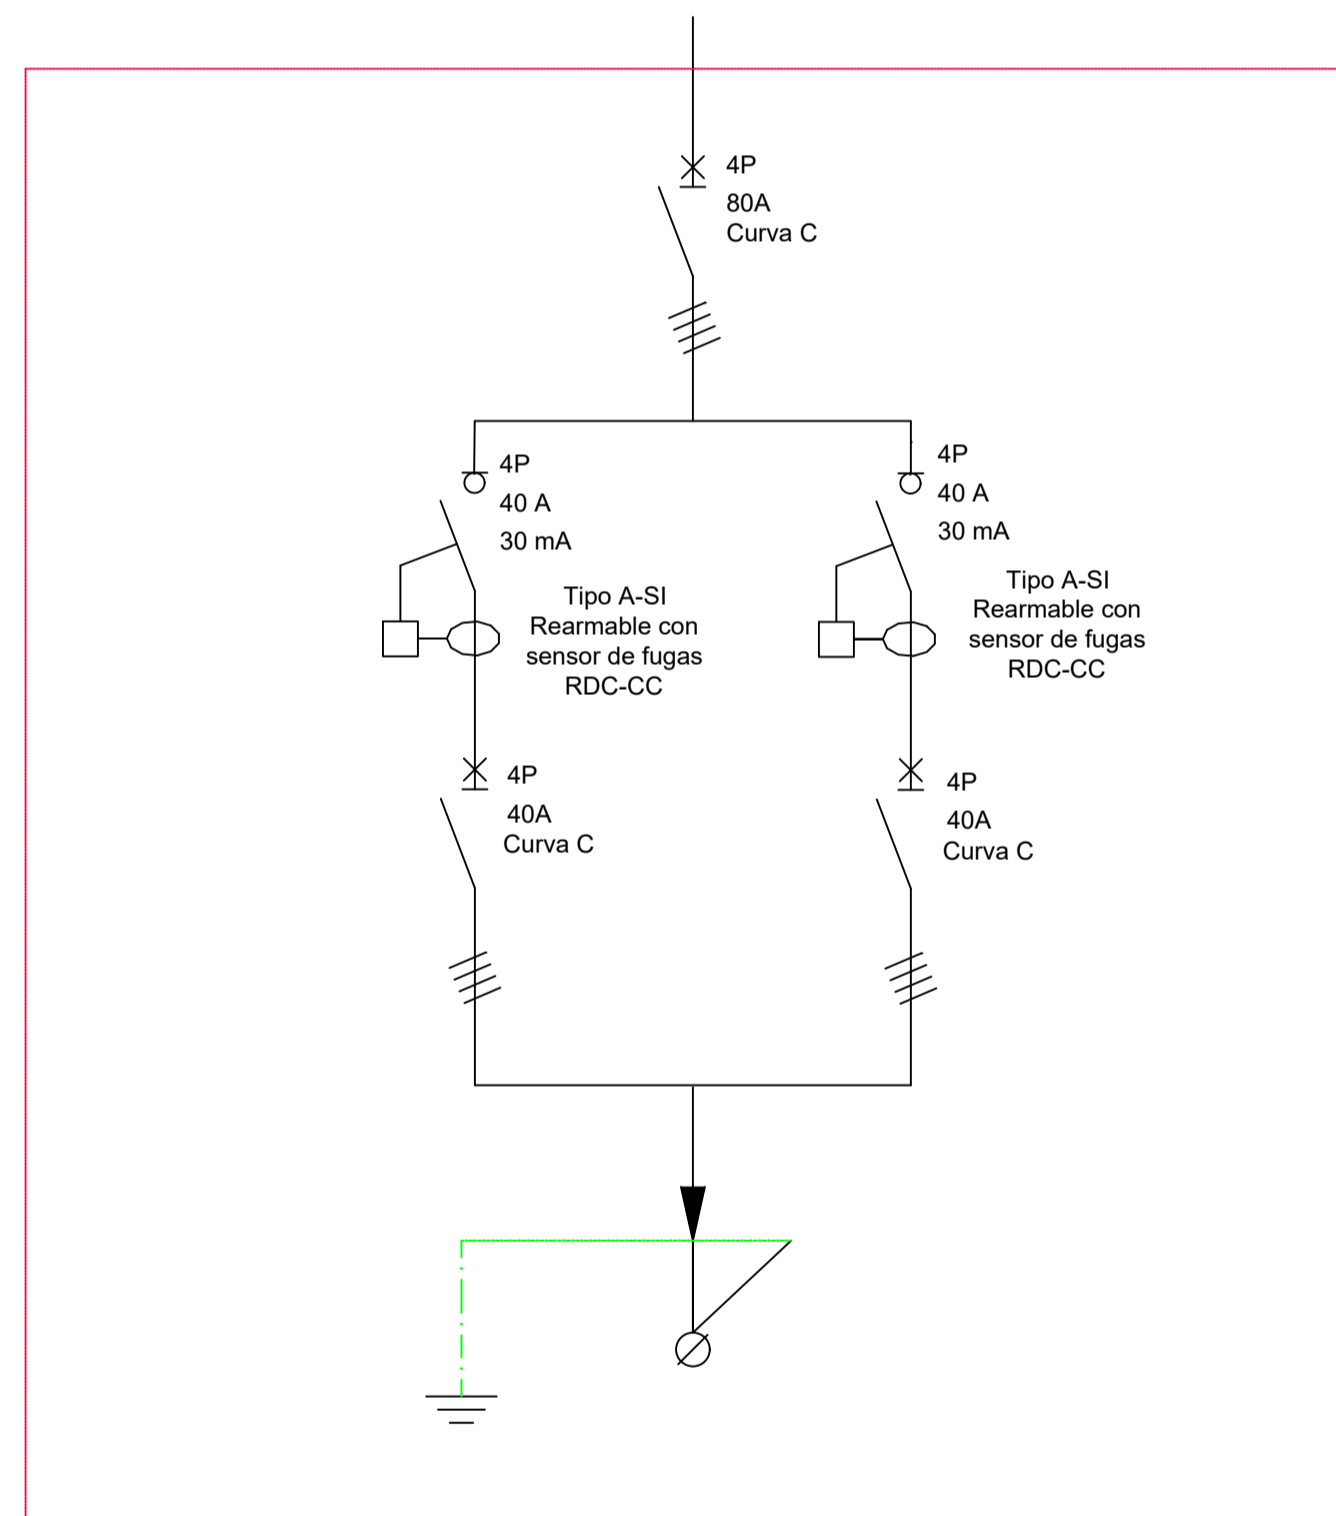 4P
80A
Curva C
4P
40 A
30 mA
Tipo A-SI
Rearmable con
sensor de fugas
RDC-CC
4P
40 A
30 mA
Tipo A-SI
Rearmable con
sensor de fugas
RDC-CC
4P
40A
Curva C
4P
40A
Curva C